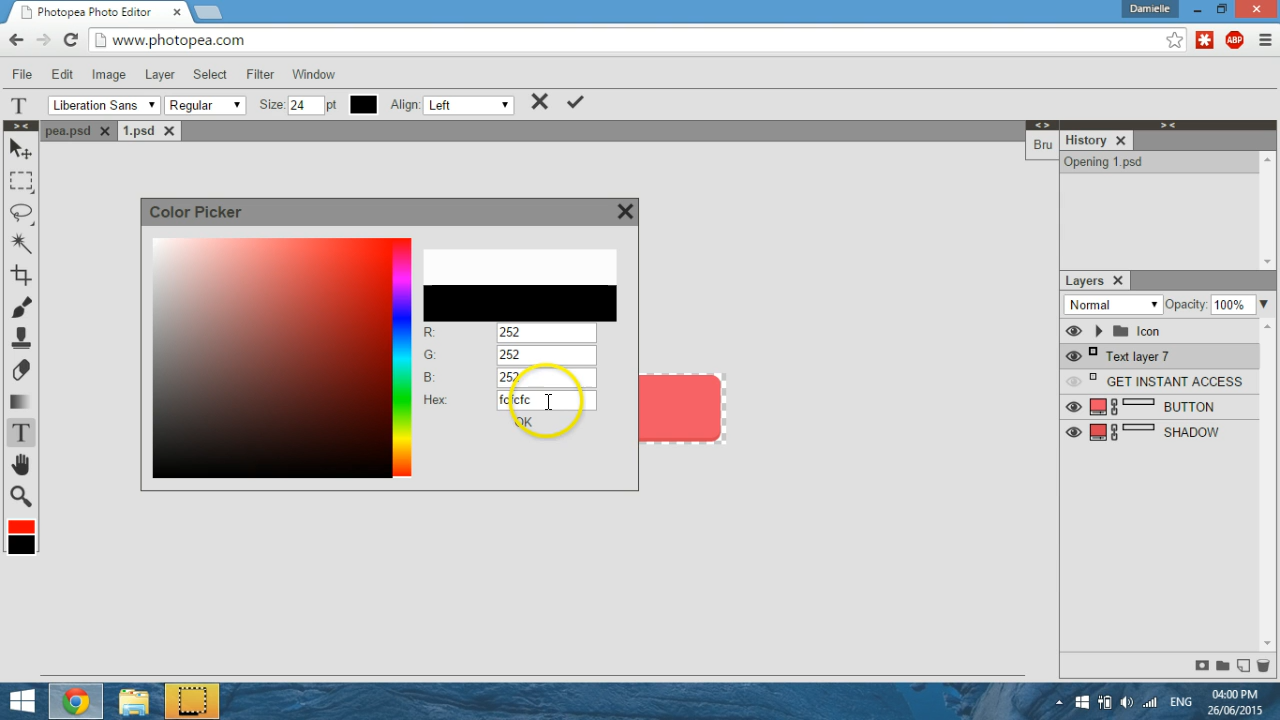 Photopea Photo Editor
Damielle
www.photopea.com
ABP
File Edit Image Layer Select Filter Window
T Liberation Sans Regular Size: 24 pt Align: Left
pea.psd 1.psd
Bru
History
Opening 1.psd
Color Picker
R: 252
G: 252
B: 252
Hex: fcfcfc
OK
Layers
Normal Opacity: 100%
Icon
Text layer 7
GET INSTANT ACCESS
BUTTON
SHADOW
T
ENG
04:00 PM
26/06/2015